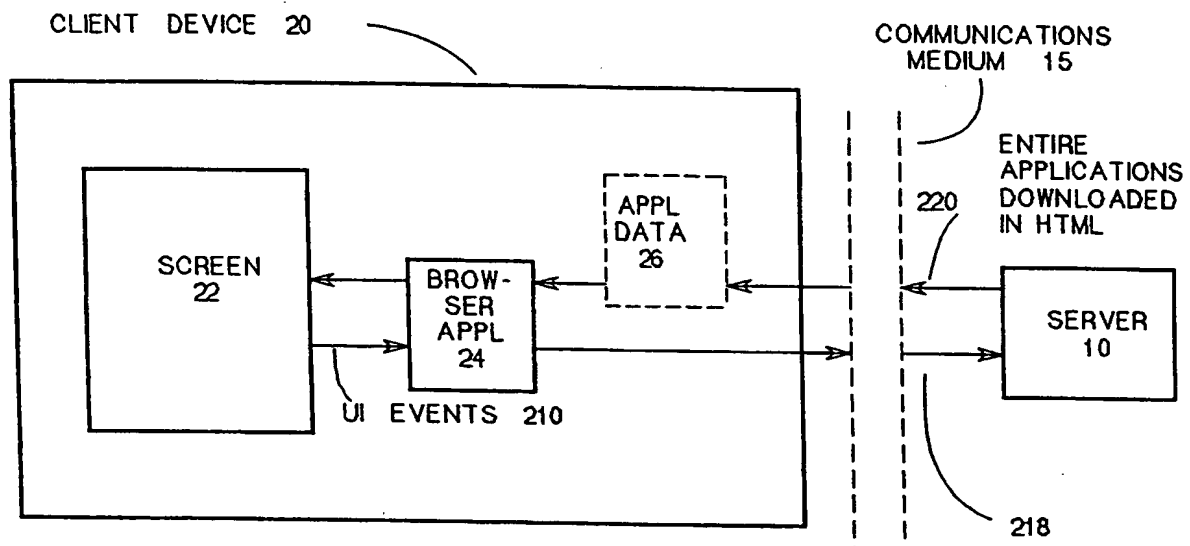 CLIENT DEVICE 20
COMMUNICATIONS
MEDIUM 15
ENTIRE
APPLICATIONS
DOWNLOADED
IN HTML
220
APPL
DATA
26
SCREEN
22
BROW-
SER
APPL
24
SERVER
10
UI EVENTS 210
218